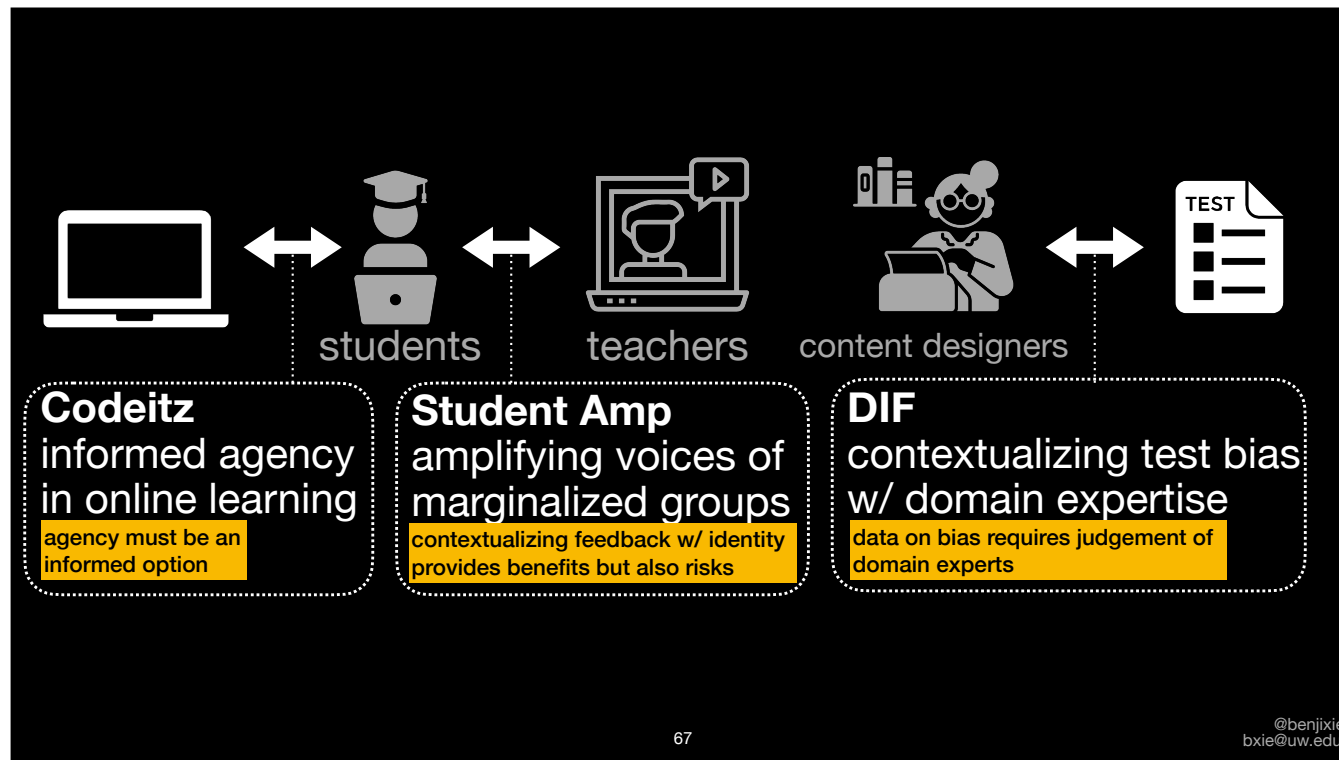 TEST
students
teachers
content designers
Codeitz
informed agency
in online learning
agency must be an
informed option
Student Amp
amplifying voices of
marginalized groups
contextualizing feedback w/ identity
provides benefits but also risks
DIF
contextualizing test bias
w/ domain expertise
data on bias requires judgement of
domain experts
67
@benjixie
bxie@uw.edu